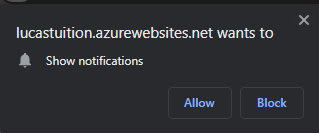 lucastuition.azurewebsites.net wants to
Show notifications
Allow Block